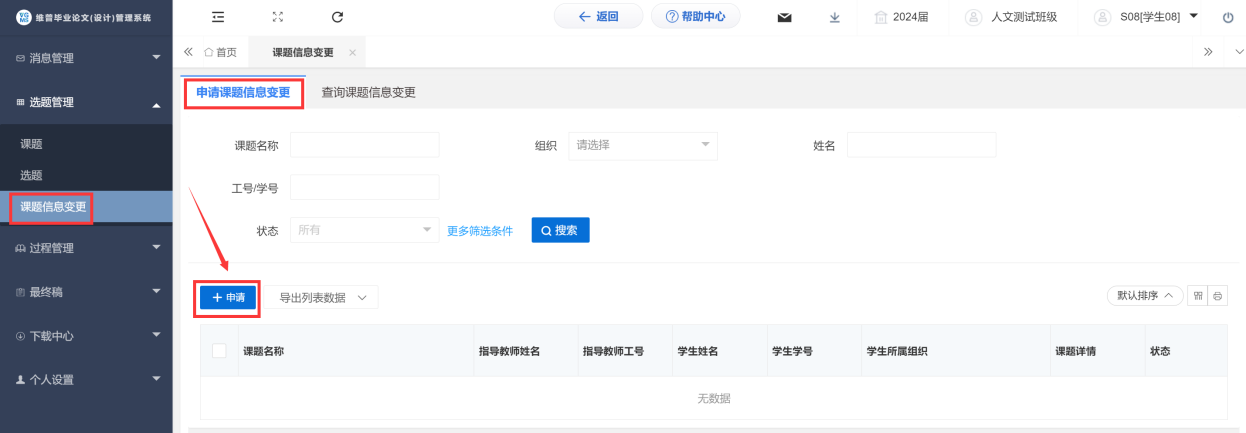 维普毕业论文(设计)管理系统
返回
帮助中心
2024届
人文测试班级
S08[学生08]
消息管理
选题管理
课题
选题
课题信息变更
过程管理
最终稿
下载中心
个人设置
首页
课题信息变更 ×
申请课题信息变更
查询课题信息变更
课题名称
组织 请选择
姓名
工号/学号
状态 所有 更多筛选条件 搜索
+ 申请 导出列表数据
默认排序
课题名称 指导教师姓名 指导教师工号 学生姓名 学生学号 学生所属组织 课题详情 状态
无数据